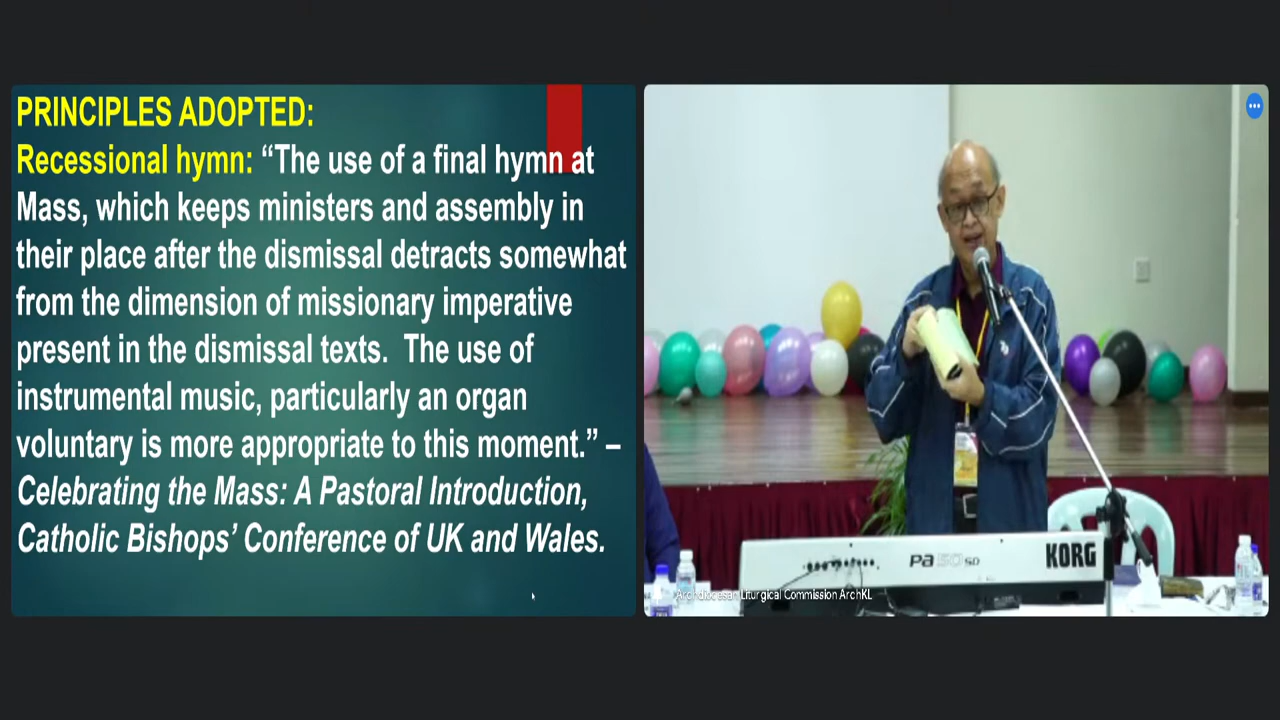 PRINCIPLES ADOPTED:
Recessional hymn: “The use of a final hymn at
Mass, which keeps ministers and assembly in
their place after the dismissal detracts somewhat
from the dimension of missionary imperative
present in the dismissal texts.  The use of
instrumental music, particularly an organ
voluntary is more appropriate to this moment.” –
Celebrating the Mass: A Pastoral Introduction,
Catholic Bishops’ Conference of UK and Wales.
Pa50SD
KORG
Archdiocesan Liturgical Commission ArchKL